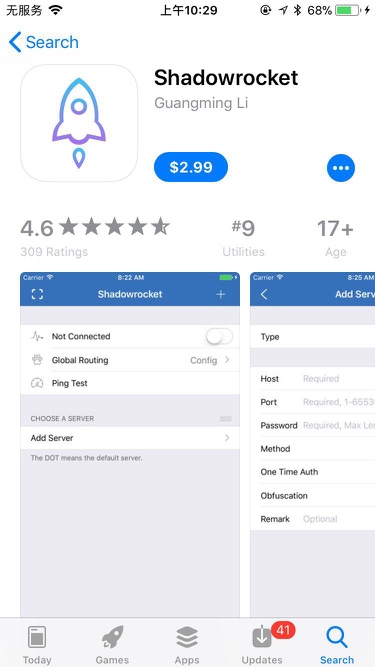 无服务 上午10:29 68%
Search
Shadowrocket
Guangming Li
$2.99
4.6 #9 17+
309 Ratings Utilities Age
Carrier 8:22 AM
Shadowrocket
Not Connected
Global Routing Config
Ping Test
CHOOSE A SERVER
Add Server
The DOT means the default server.
Carrier 8:25 AM
Add Serv
Type
Host Required
Port Required, 1-6553
Password Required, Max Le
Method
One Time Auth
Obfuscation
Remark Optional
41
Today Games Apps Updates Search